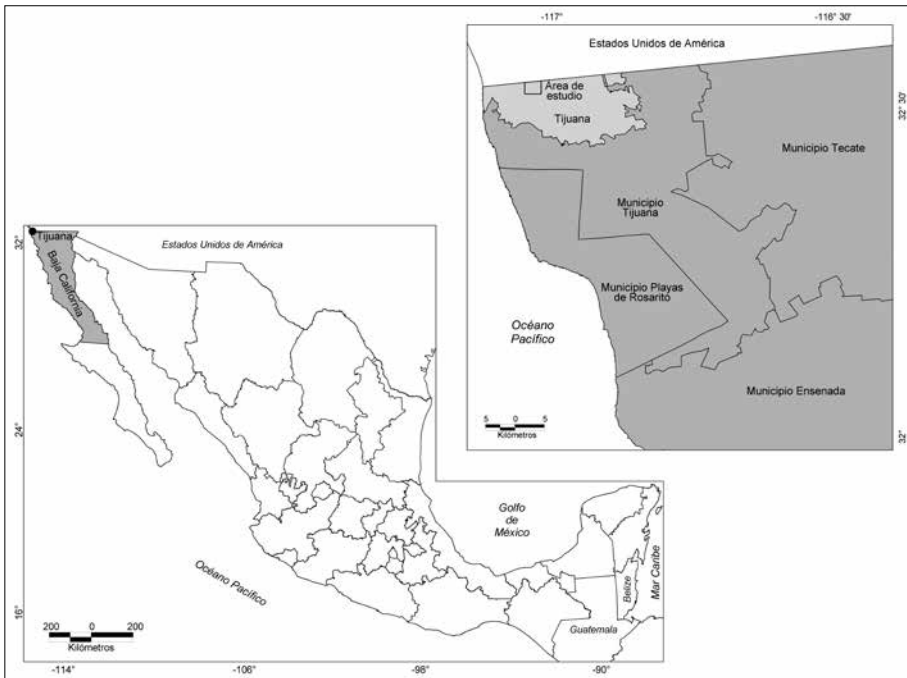 -117°
-116° 30'
Estados Unidos de América
Área de
estudio
Tijuana
32° 30'
Municipio Tecate
Municipio
Tijuana
Municipio Playas
de Rosarito
Océano
Pacífico
Municipio Ensenada
5 0 5
Kilómetros
32°
32°
Tijuana
Estados Unidos de América
Baja California
24°
Golfo
de
México
Mar Caribe
Océano Pacífico
Belize
16°
200 0 200
Kilómetros
Guatemala
-114°
-106°
-98°
-90°